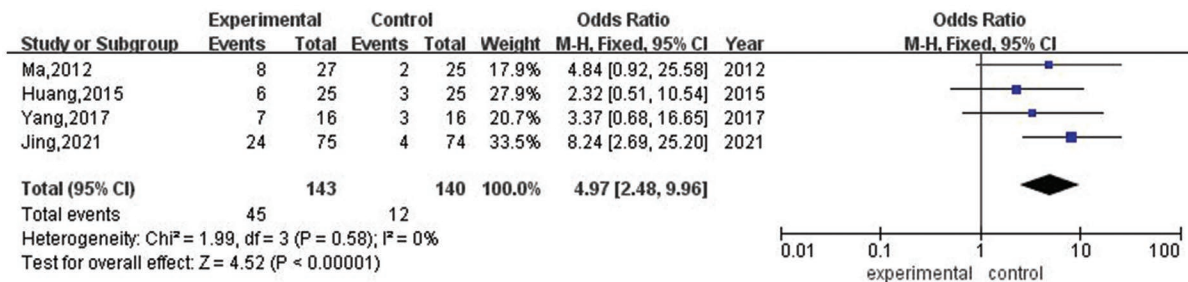 Experimental Control Odds Ratio Odds Ratio
Study or Subgroup Events Total Events Total Weight M-H, Fixed, 95% CI Year M-H, Fixed, 95% CI
Ma,2012 8 27 2 25 17.9% 4.84 [0.92, 25.58] 2012
Huang,2015 6 25 3 25 27.9% 2.32 [0.51, 10.54] 2015
Yang,2017 7 16 3 16 20.7% 3.37 [0.68, 16.65] 2017
Jing,2021 24 75 4 74 33.5% 8.24 [2.69, 25.20] 2021
Total (95% CI) 143 140 100.0% 4.97 [2.48, 9.96]
Total events 45 12
Heterogeneity: Chi² = 1.99, df = 3 (P = 0.58); I² = 0%
Test for overall effect: Z = 4.52 (P < 0.00001)
0.01 0.1 1 10 100
experimental control